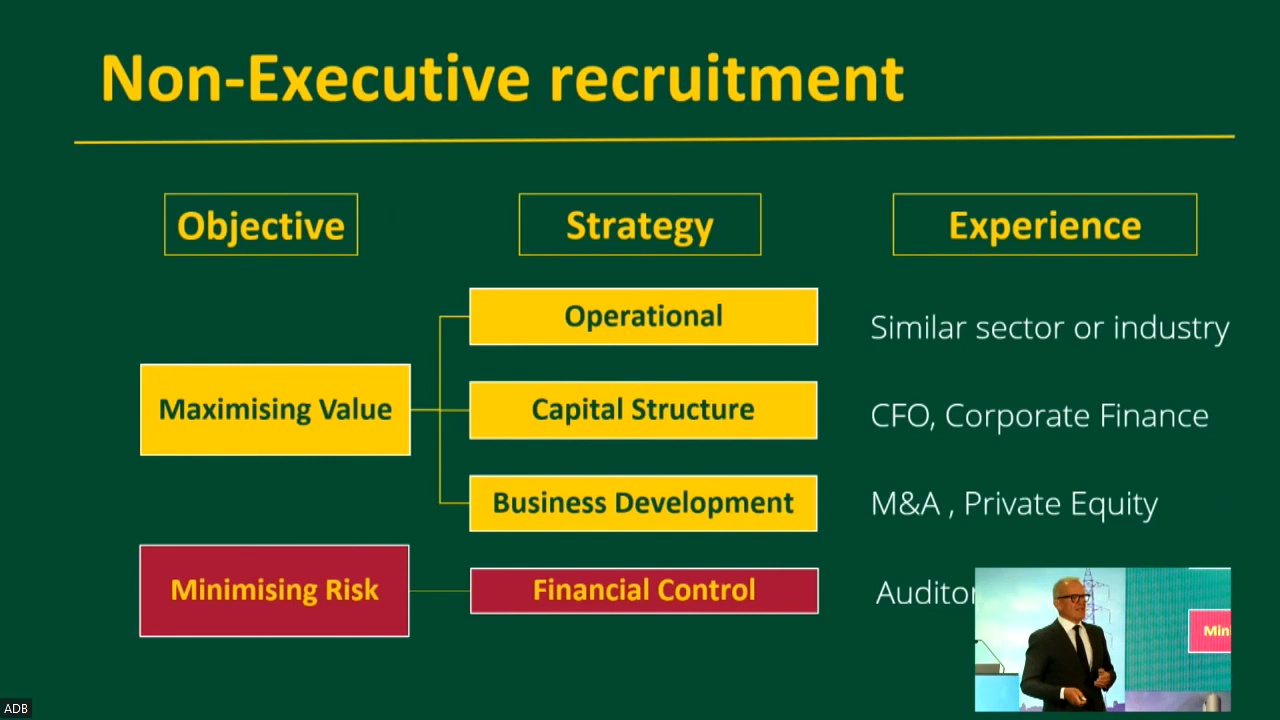 Non-Executive recruitment
Objective
Strategy
Experience
Operational
Similar sector or industry
Maximising Value
Capital Structure
CFO, Corporate Finance
Business Development
M&A , Private Equity
Minimising Risk
Financial Control
ADB